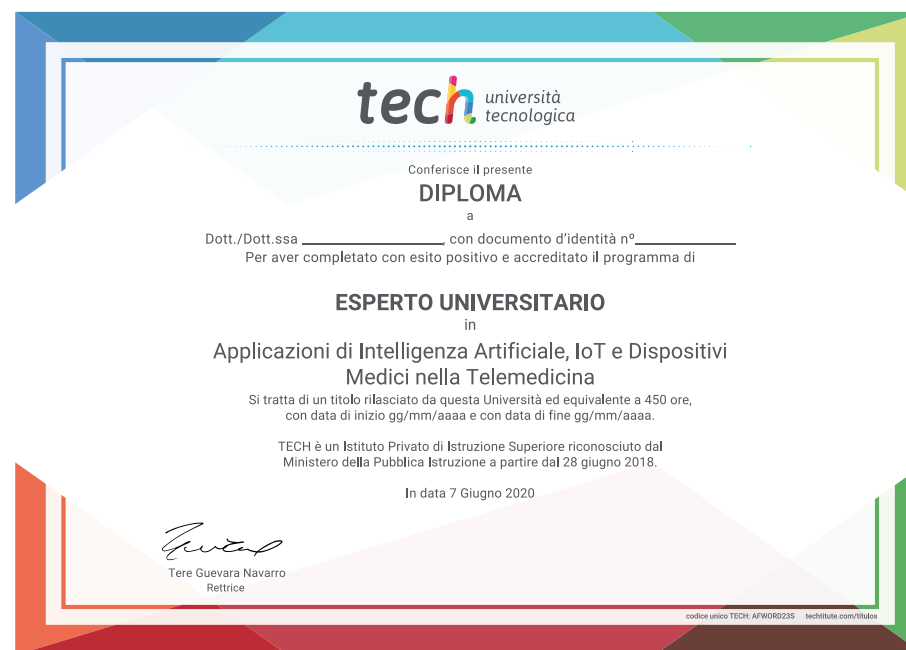 tech università
tecnologica
Conferisce il presente
DIPLOMA
a
Dott./Dott.ssa ____________________, con documento d'identità nº______________
Per aver completato con esito positivo e accreditato il programma di
ESPERTO UNIVERSITARIO
in
Applicazioni di Intelligenza Artificiale, IoT e Dispositivi
Medici nella Telemedicina
Si tratta di un titolo rilasciato da questa Università ed equivalente a 450 ore,
con data di inizio gg/mm/aaaa e con data di fine gg/mm/aaaa.
TECH è un Istituto Privato di Istruzione Superiore riconosciuto dal
Ministero della Pubblica Istruzione a partire dal 28 giugno 2018.
In data 7 Giugno 2020
Tere Guevara Navarro
Rettrice
codice unico TECH: AFWORD23S techtitute.com/títulos